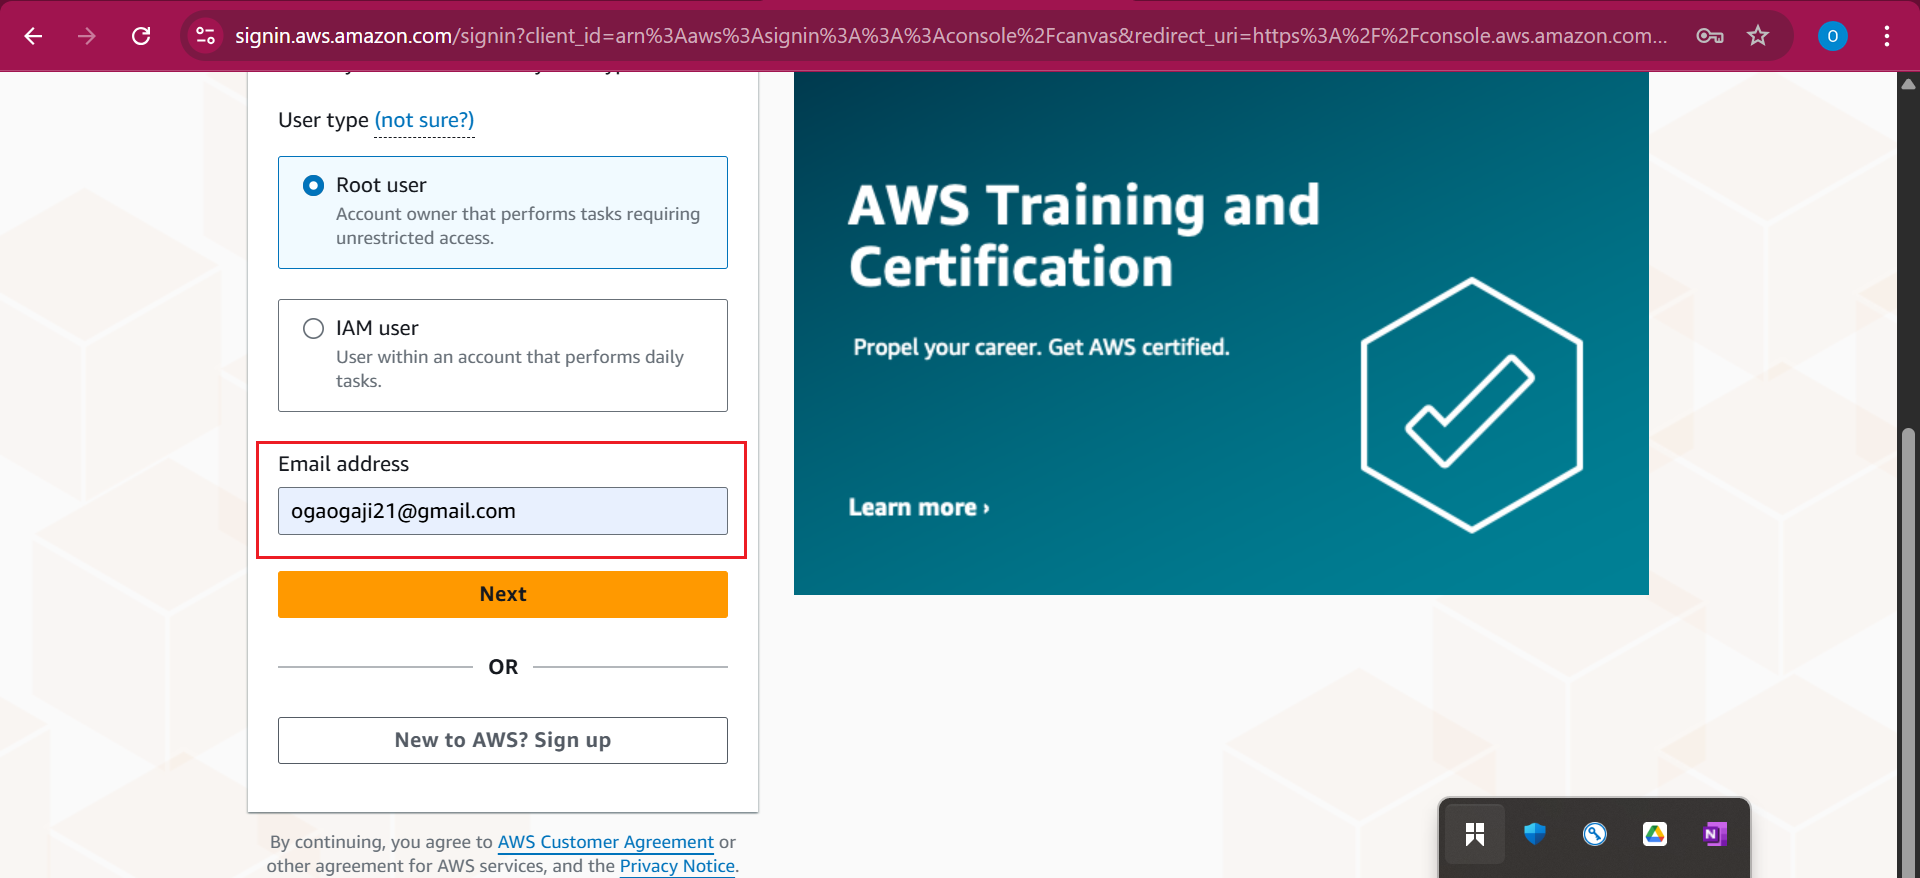 signin.aws.amazon.com/signin?client_id=arn%3Aaws%3Asignin%3A%3A%3Aconsole%2Fcanvas&redirect_uri=https%3A%2F%2Fconsole.aws.amazon.com...
O
User type (not sure?)
Root user
Account owner that performs tasks requiring
unrestricted access.
IAM user
User within an account that performs daily
tasks.
Email address
ogaogaji21@gmail.com
Next
OR
New to AWS? Sign up
By continuing, you agree to AWS Customer Agreement or
other agreement for AWS services, and the Privacy Notice.
AWS Training and
Certification
Propel your career. Get AWS certified.
Learn more ›
N